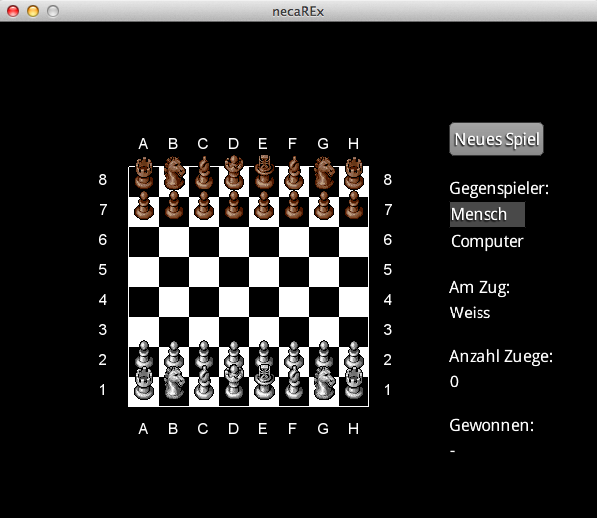 necaREx
A B C D E F G H
8 8
7 7
6 6
5 5
4 4
3 3
2 2
1 1
A B C D E F G H
Neues Spiel
Gegenspieler:
Mensch
Computer
Am Zug:
Weiss
Anzahl Zuege:
0
Gewonnen:
-